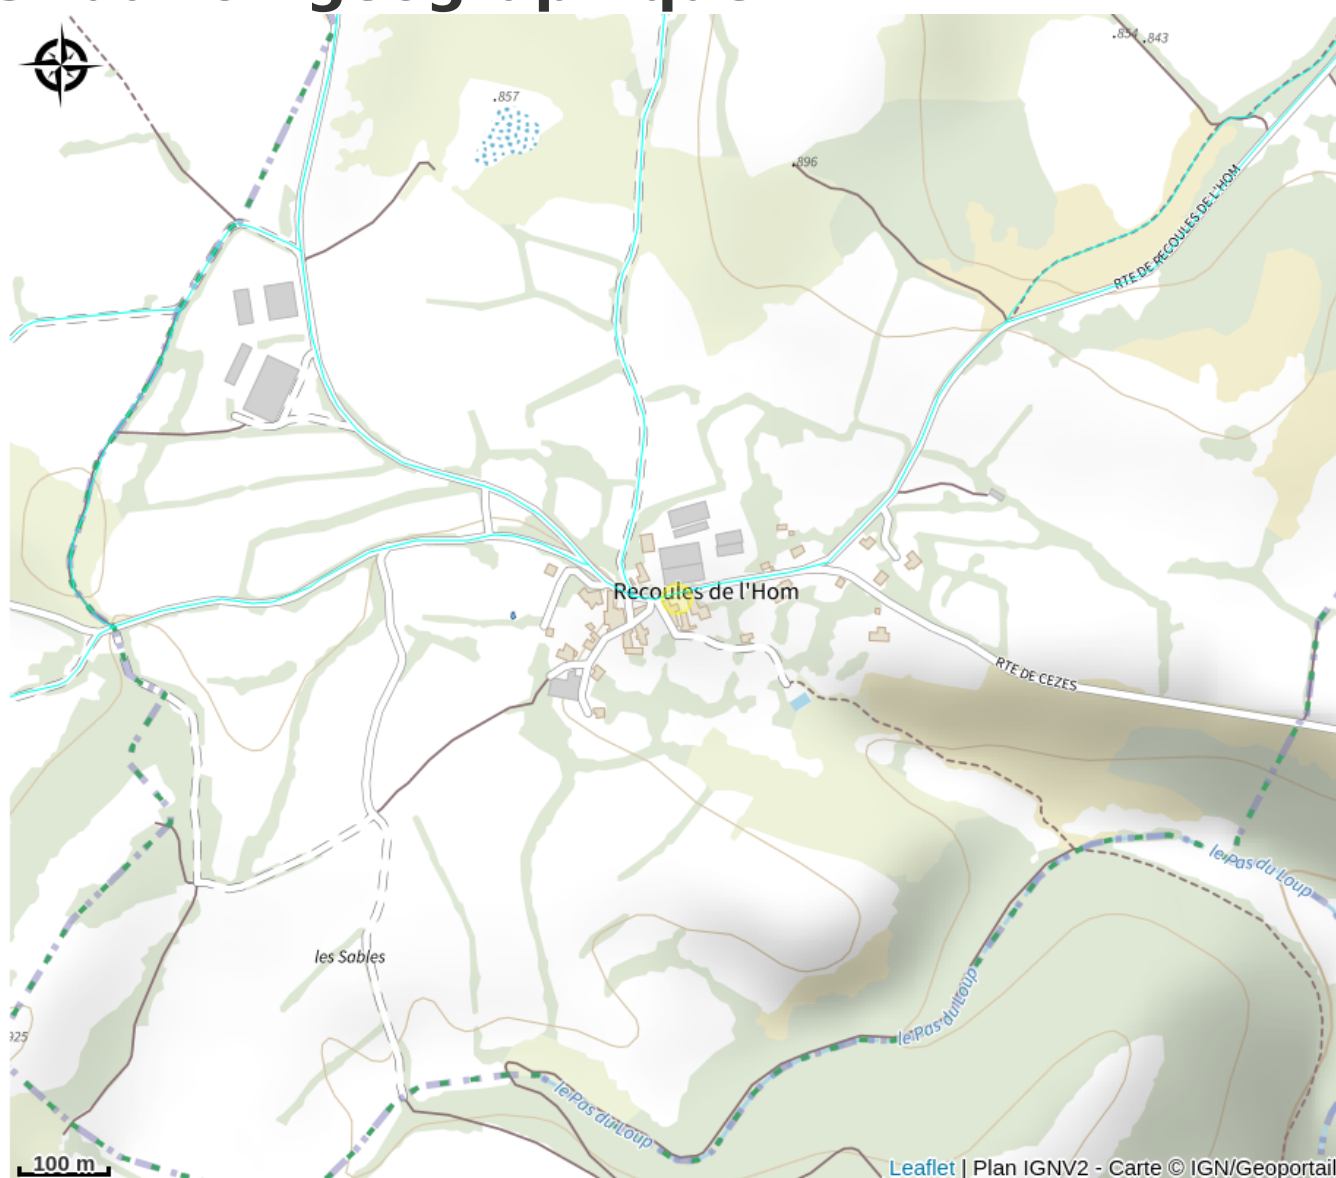 .854
.843
.857
.896
RTE DE RECOULES DE L'HOM
Recoules de l'Hom
RTE DE CEZES
le Pas du Loup
les Sables
le Pas du Loup
925
le Pas du Loup
100 m
Leaflet | Plan IGNV2 - Carte © IGN/Geoportail